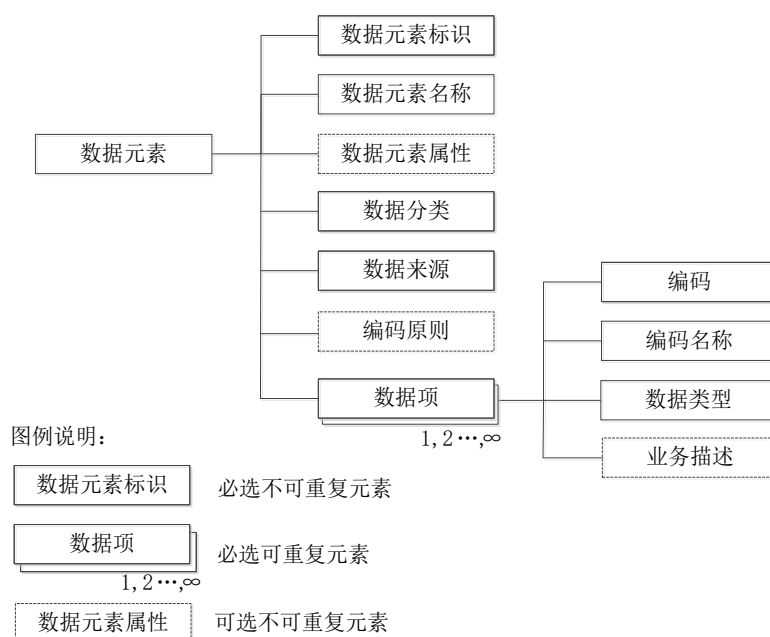 数据元素标识
数据元素名称
数据元素
数据元素属性
数据分类
数据来源
编码原则
数据项
1,2…,∞
编码
编码名称
数据类型
业务描述
图例说明：
数据元素标识 必选不可重复元素
数据项 必选可重复元素
1,2…,∞
数据元素属性 可选不可重复元素